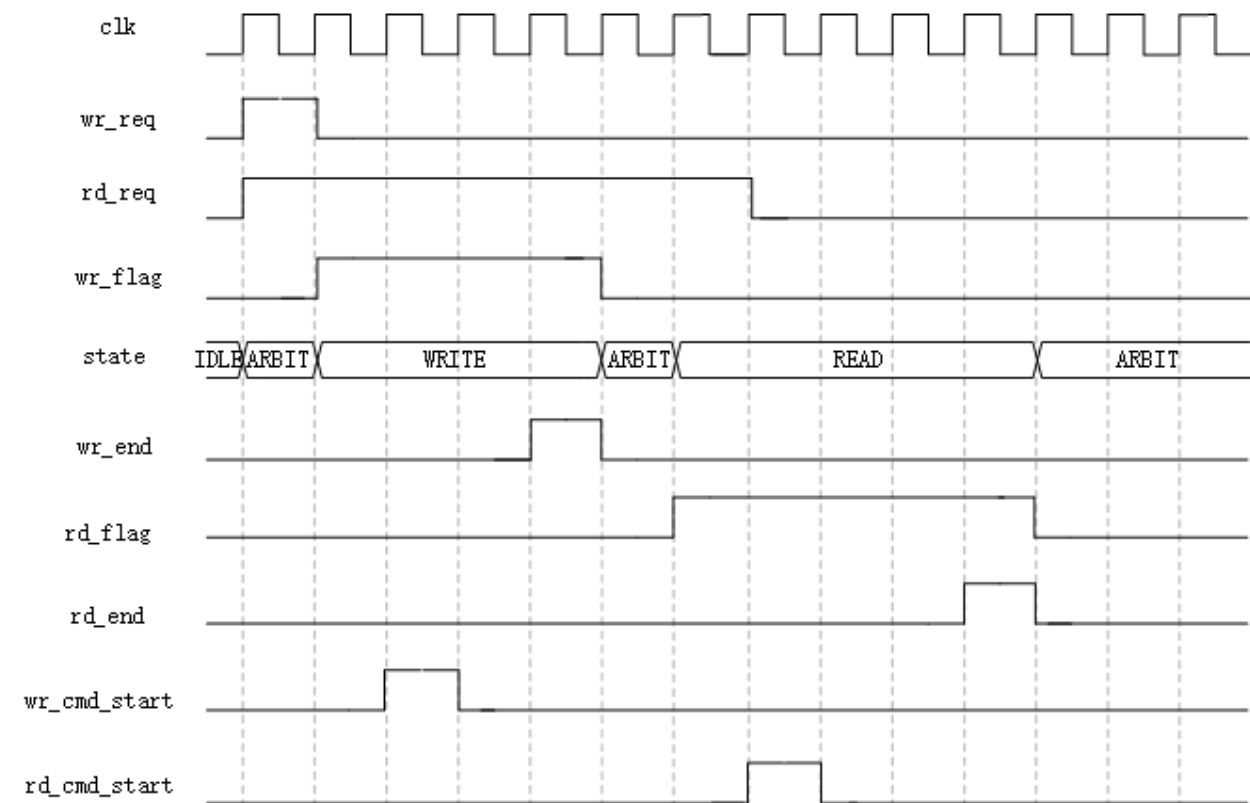 clk
wr_req
rd_req
wr_flag
state IDLE ARBIT WRITE ARBIT READ ARBIT
wr_end
rd_flag
rd_end
wr_cmd_start
rd_cmd_start